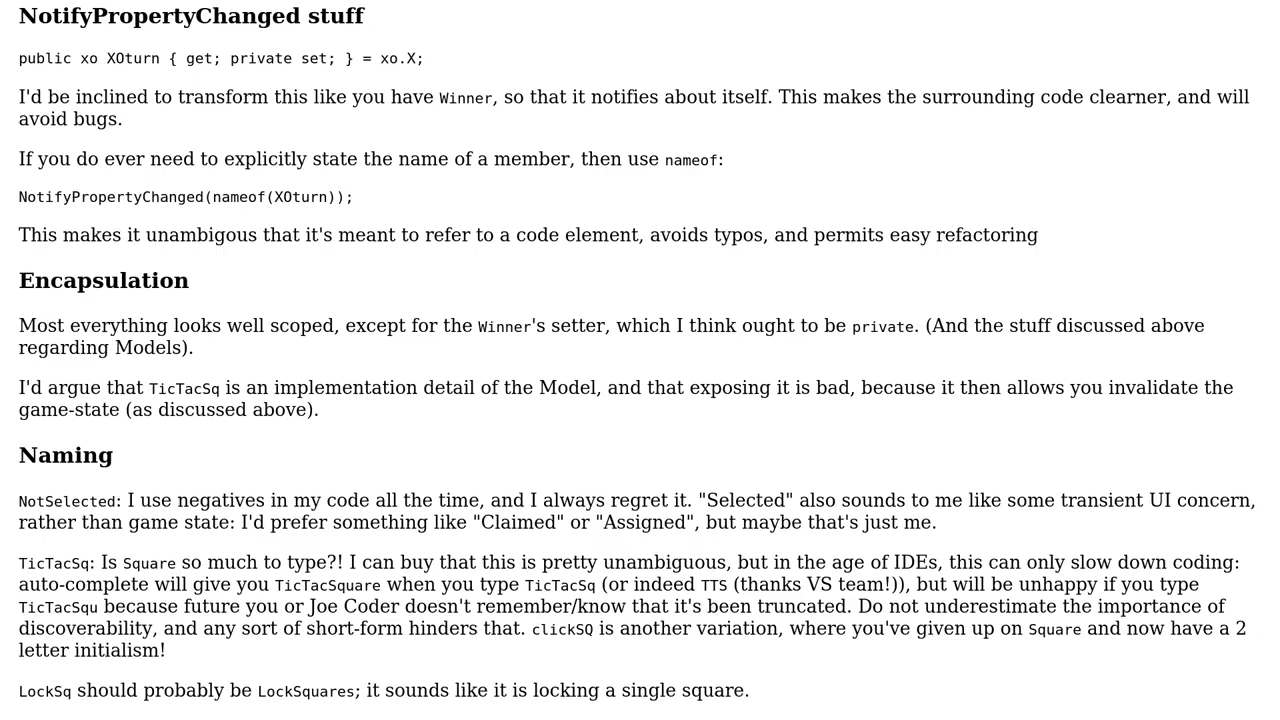 NotifyPropertyChanged stuff
public xo XOturn { get; private set; } = xo.X;
I'd be inclined to transform this like you have Winner, so that it notifies about itself. This makes the surrounding code clearner, and will
avoid bugs.
If you do ever need to explicitly state the name of a member, then use nameof:
NotifyPropertyChanged(nameof(XOturn));
This makes it unambigous that it's meant to refer to a code element, avoids typos, and permits easy refactoring
Encapsulation
Most everything looks well scoped, except for the Winner's setter, which I think ought to be private. (And the stuff discussed above
regarding Models).
I'd argue that TicTacSq is an implementation detail of the Model, and that exposing it is bad, because it then allows you invalidate the
game-state (as discussed above).
Naming
NotSelected: I use negatives in my code all the time, and I always regret it. "Selected" also sounds to me like some transient UI concern,
rather than game state: I'd prefer something like "Claimed" or "Assigned", but maybe that's just me.
TicTacSq: Is Square so much to type?! I can buy that this is pretty unambiguous, but in the age of IDEs, this can only slow down coding:
auto-complete will give you TicTacSquare when you type TicTacSq (or indeed TTS (thanks VS team!)), but will be unhappy if you type
TicTacSqu because future you or Joe Coder doesn't remember/know that it's been truncated. Do not underestimate the importance of
discoverability, and any sort of short-form hinders that. clickSQ is another variation, where you've given up on Square and now have a 2
letter initialism!
LockSq should probably be LockSquares; it sounds like it is locking a single square.